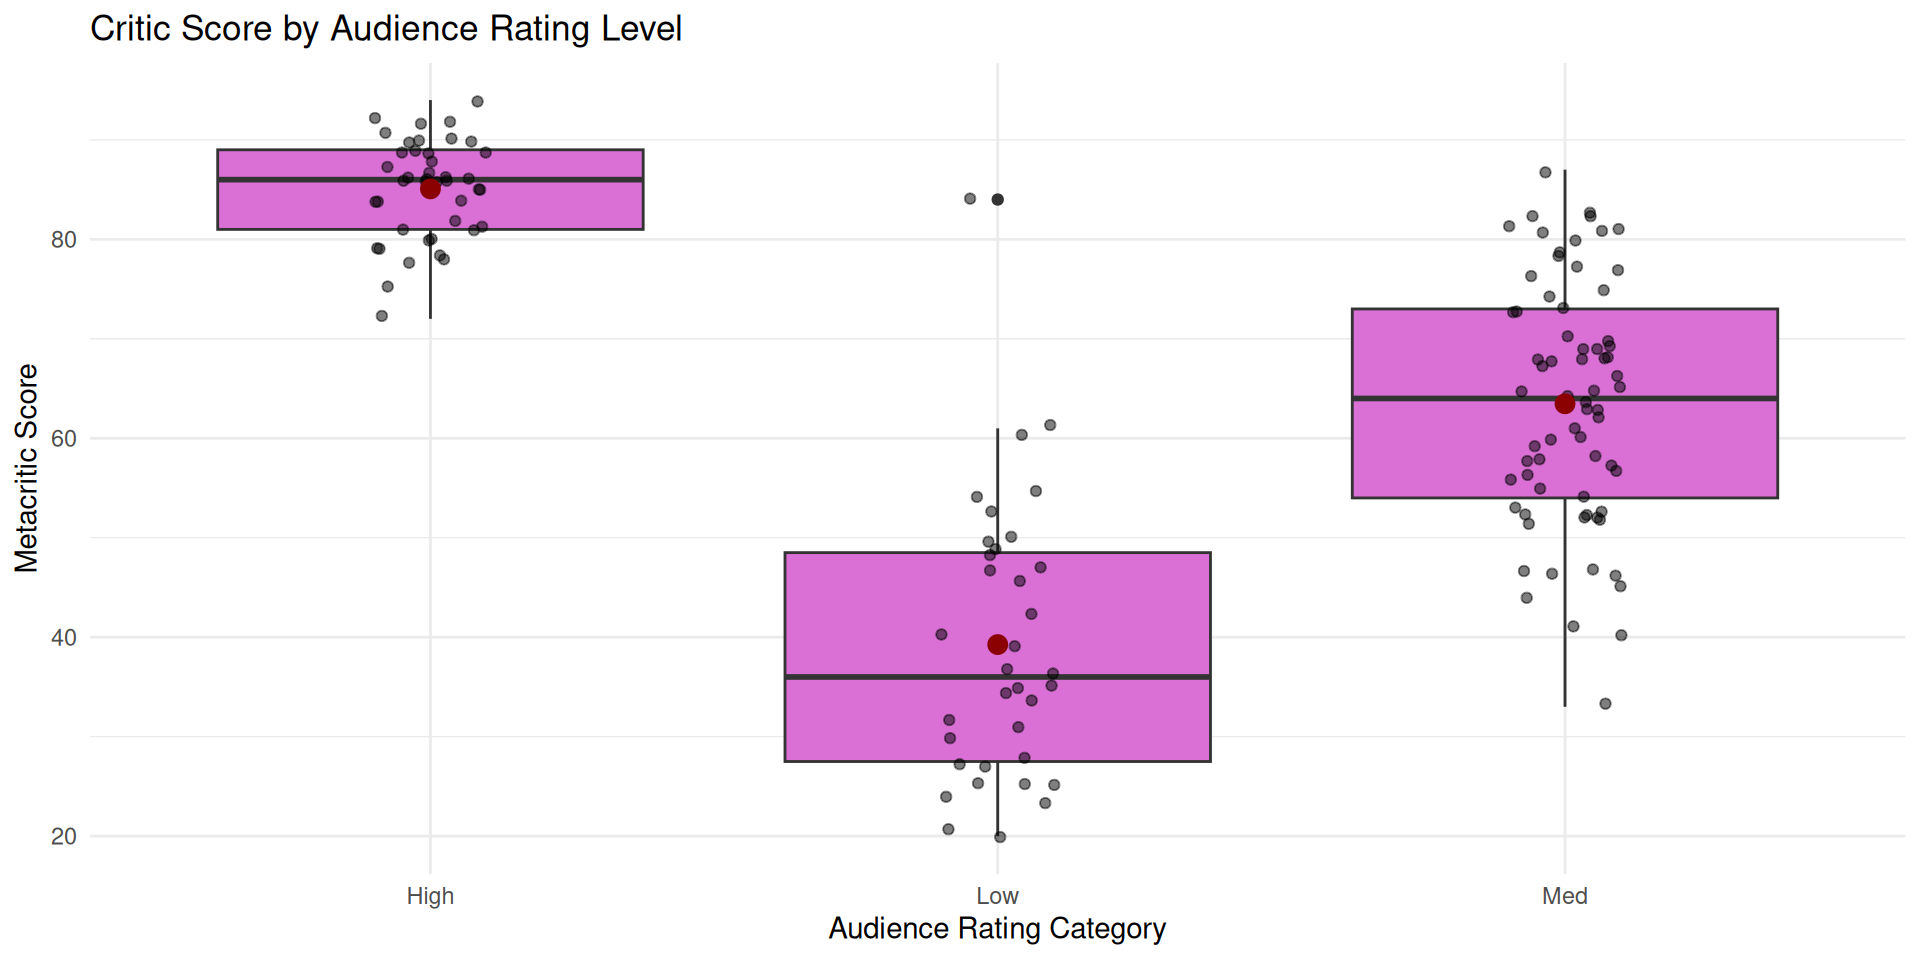 Critic Score by Audience Rating Level
Metacritic Score
80
60
40
20
High
Low
Med
Audience Rating Category